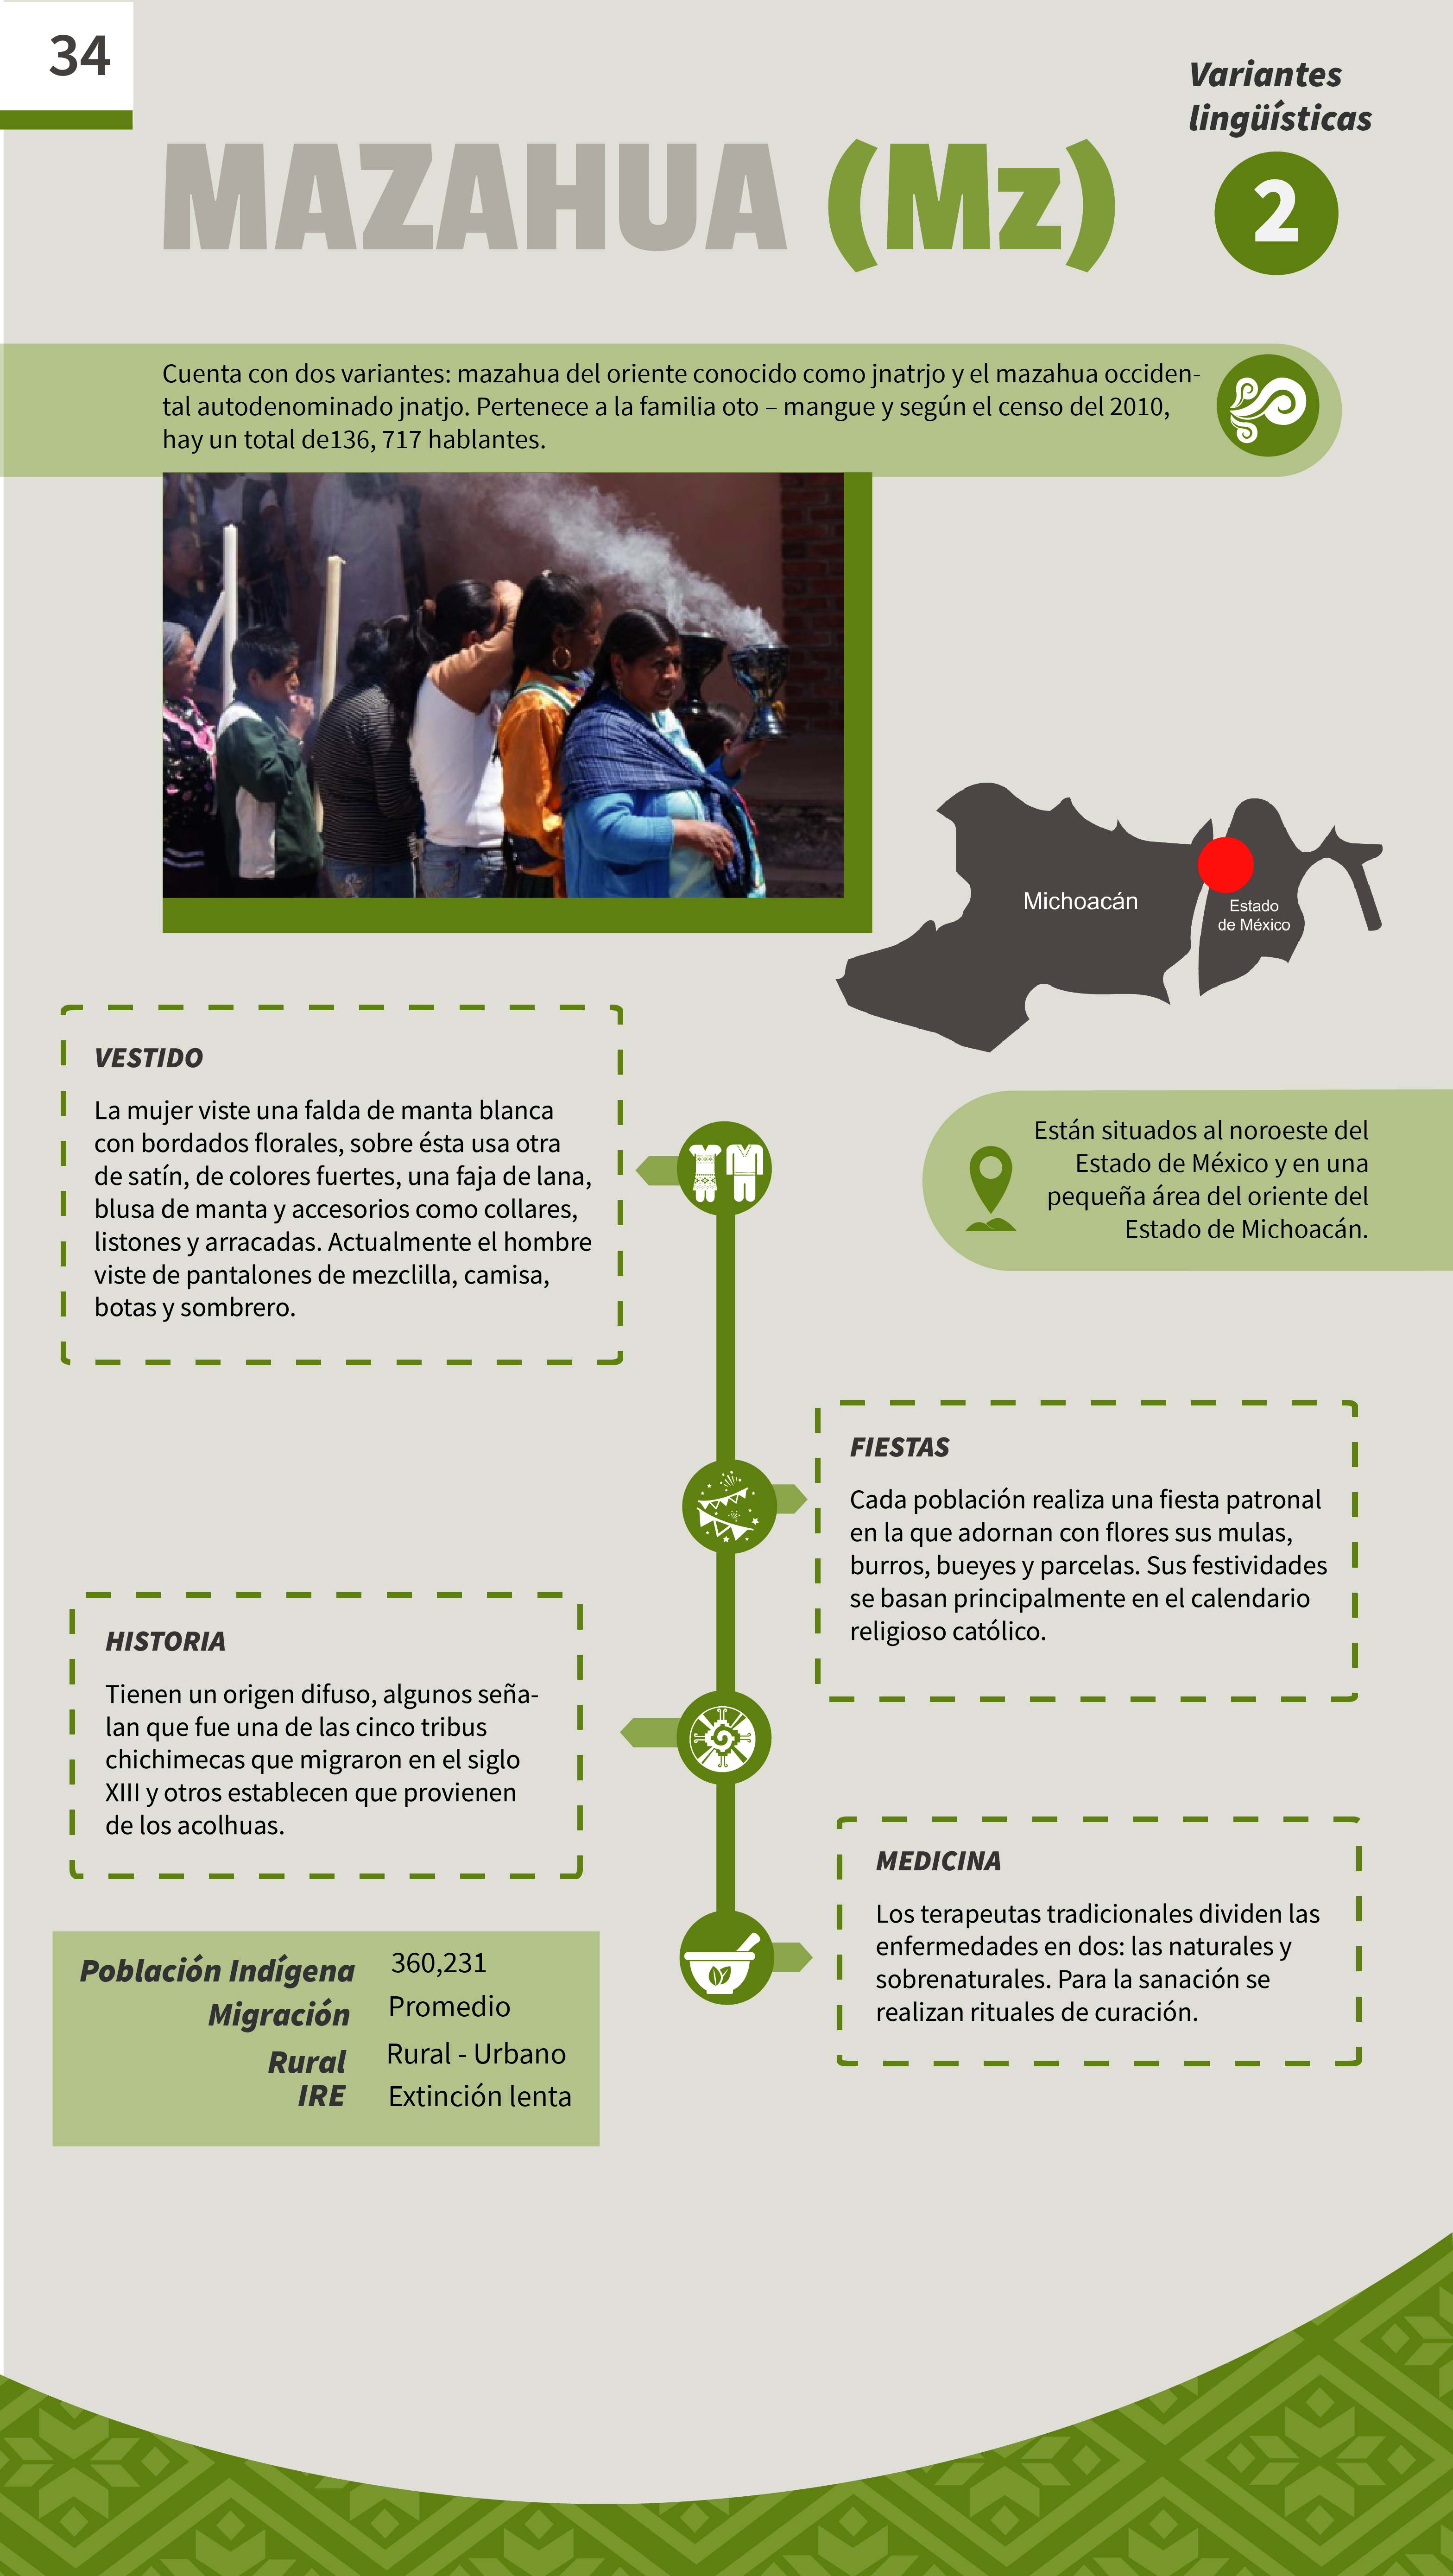 34
Variantes
lingüísticas
MAZAHUA (Mz)
2
Cuenta con dos variantes: mazahua del oriente conocido como jnatrjo y el mazahua occiden-
tal autodenominado jnatjo. Pertenece a la familia oto – mangue y según el censo del 2010,
hay un total de136, 717 hablantes.
Michoacán
Estado
de México
VESTIDO
La mujer viste una falda de manta blanca
con bordados florales, sobre ésta usa otra
de satín, de colores fuertes, una faja de lana,
blusa de manta y accesorios como collares,
listones y arracadas. Actualmente el hombre
viste de pantalones de mezclilla, camisa,
botas y sombrero.
Están situados al noroeste del
Estado de México y en una
pequeña área del oriente del
Estado de Michoacán.
FIESTAS
Cada población realiza una fiesta patronal
en la que adornan con flores sus mulas,
burros, bueyes y parcelas. Sus festividades
se basan principalmente en el calendario
religioso católico.
HISTORIA
Tienen un origen difuso, algunos seña-
lan que fue una de las cinco tribus
chichimecas que migraron en el siglo
XIII y otros establecen que provienen
de los acolhuas.
MEDICINA
Los terapeutas tradicionales dividen las
enfermedades en dos: las naturales y
sobrenaturales. Para la sanación se
realizan rituales de curación.
Población Indígena 360,231
Migración Promedio
Rural Rural - Urbano
IRE Extinción lenta